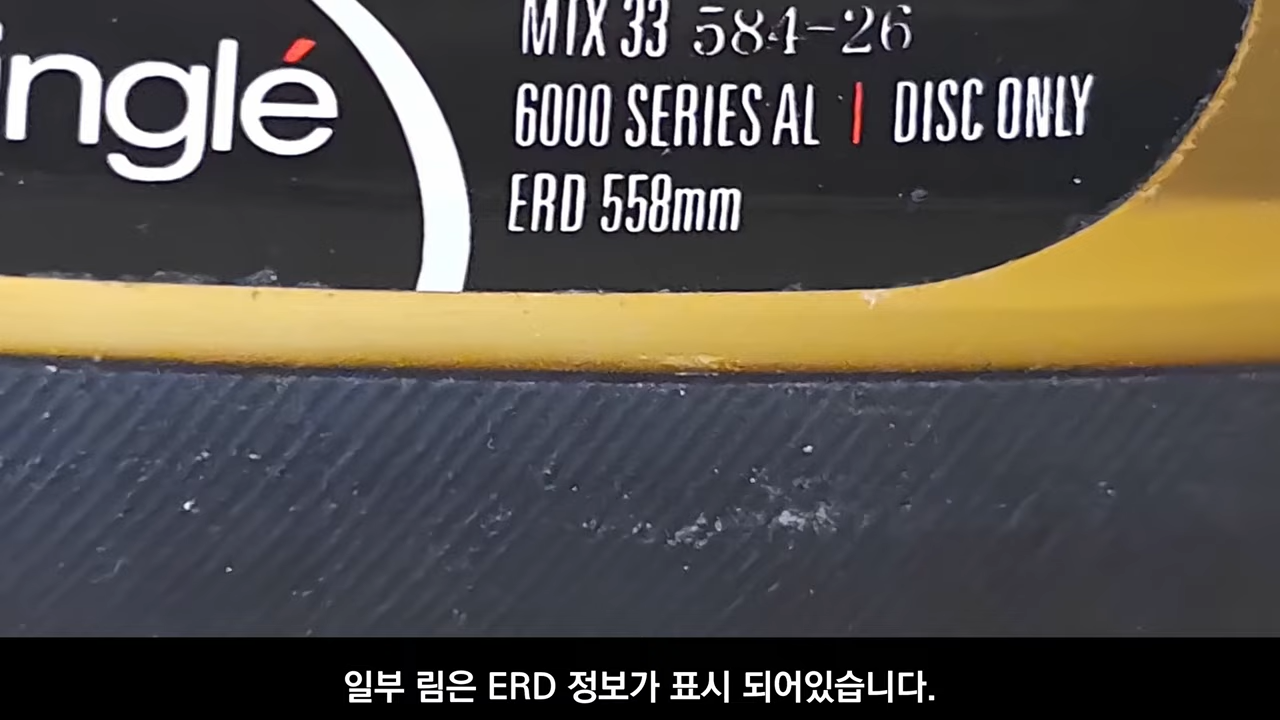 MTX 33 584-26
inglé
6000 SERIES AL | DISC ONLY
ERD 558mm
일부 림은 ERD 정보가 표시 되어있습니다.